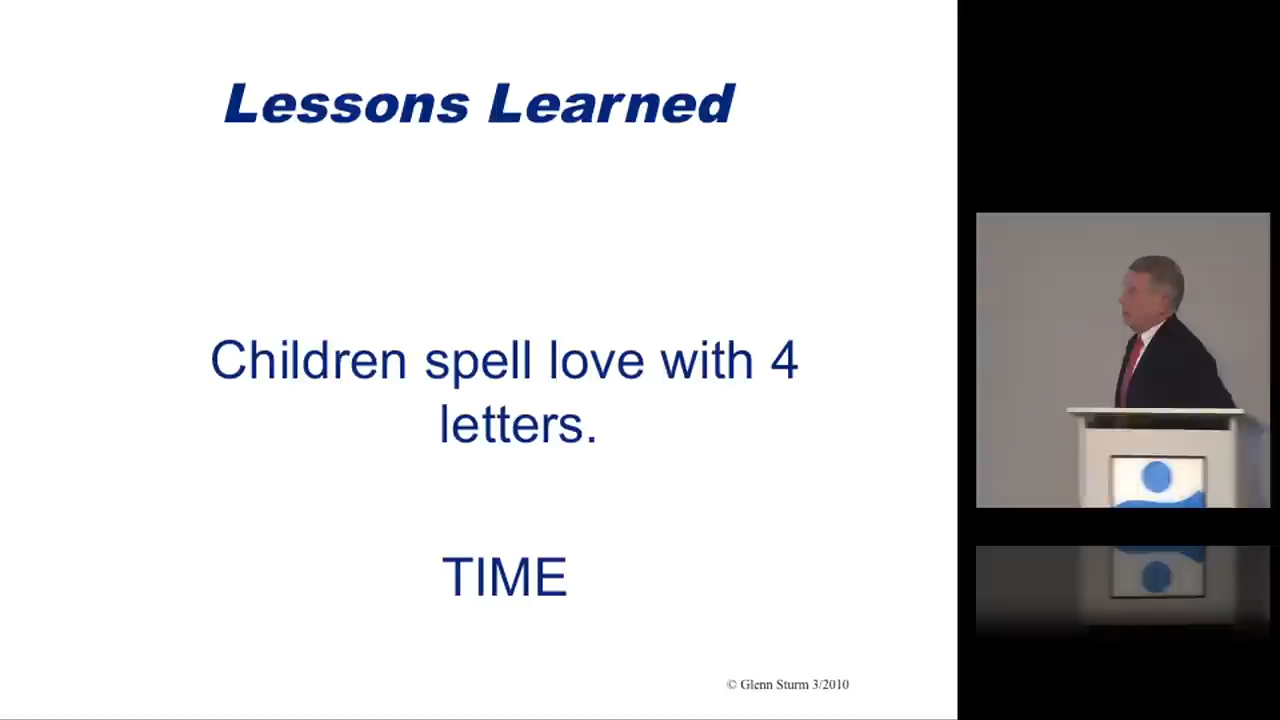 Lessons Learned
Children spell love with 4
letters.
TIME
© Glenn Sturm 3/2010